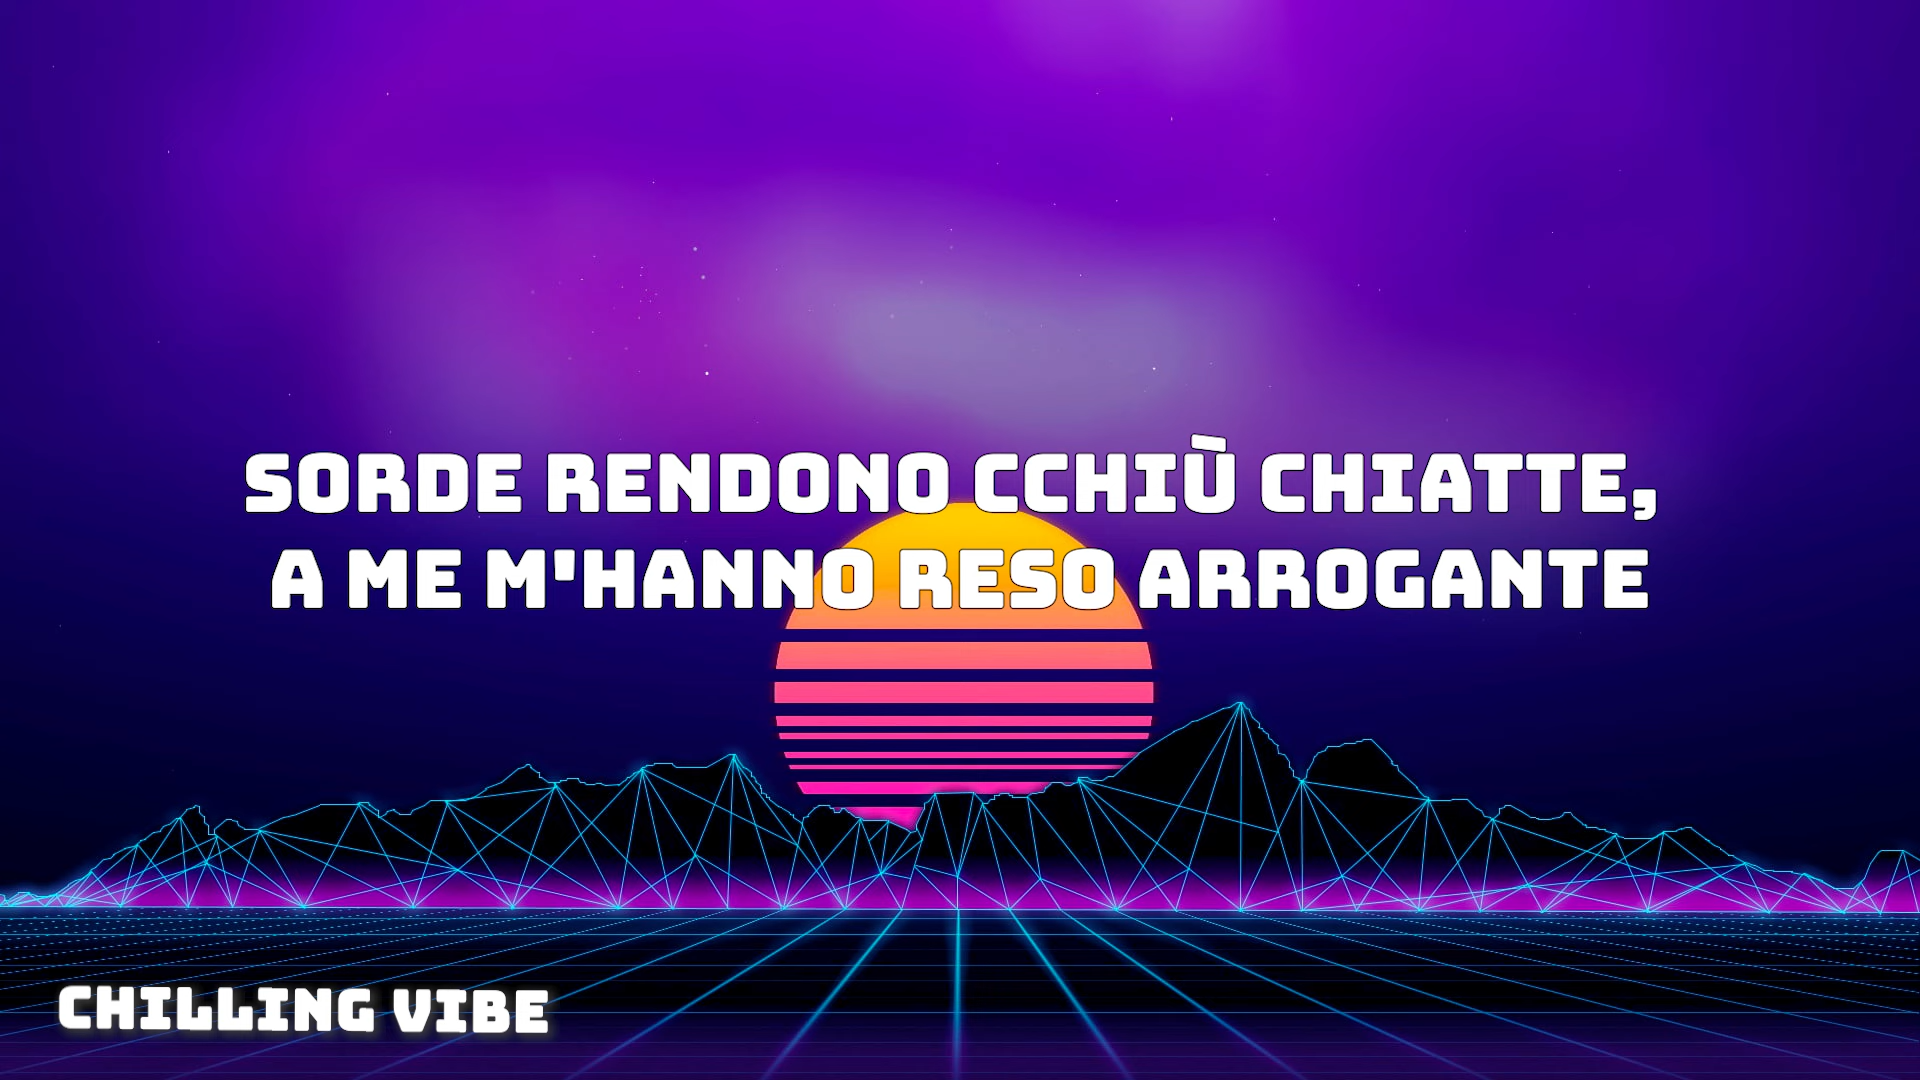 SORDE RENDONO CCHIÙ CHIATTE,
A ME M'HANNO RESO ARROGANTE
CHILLING VIBE